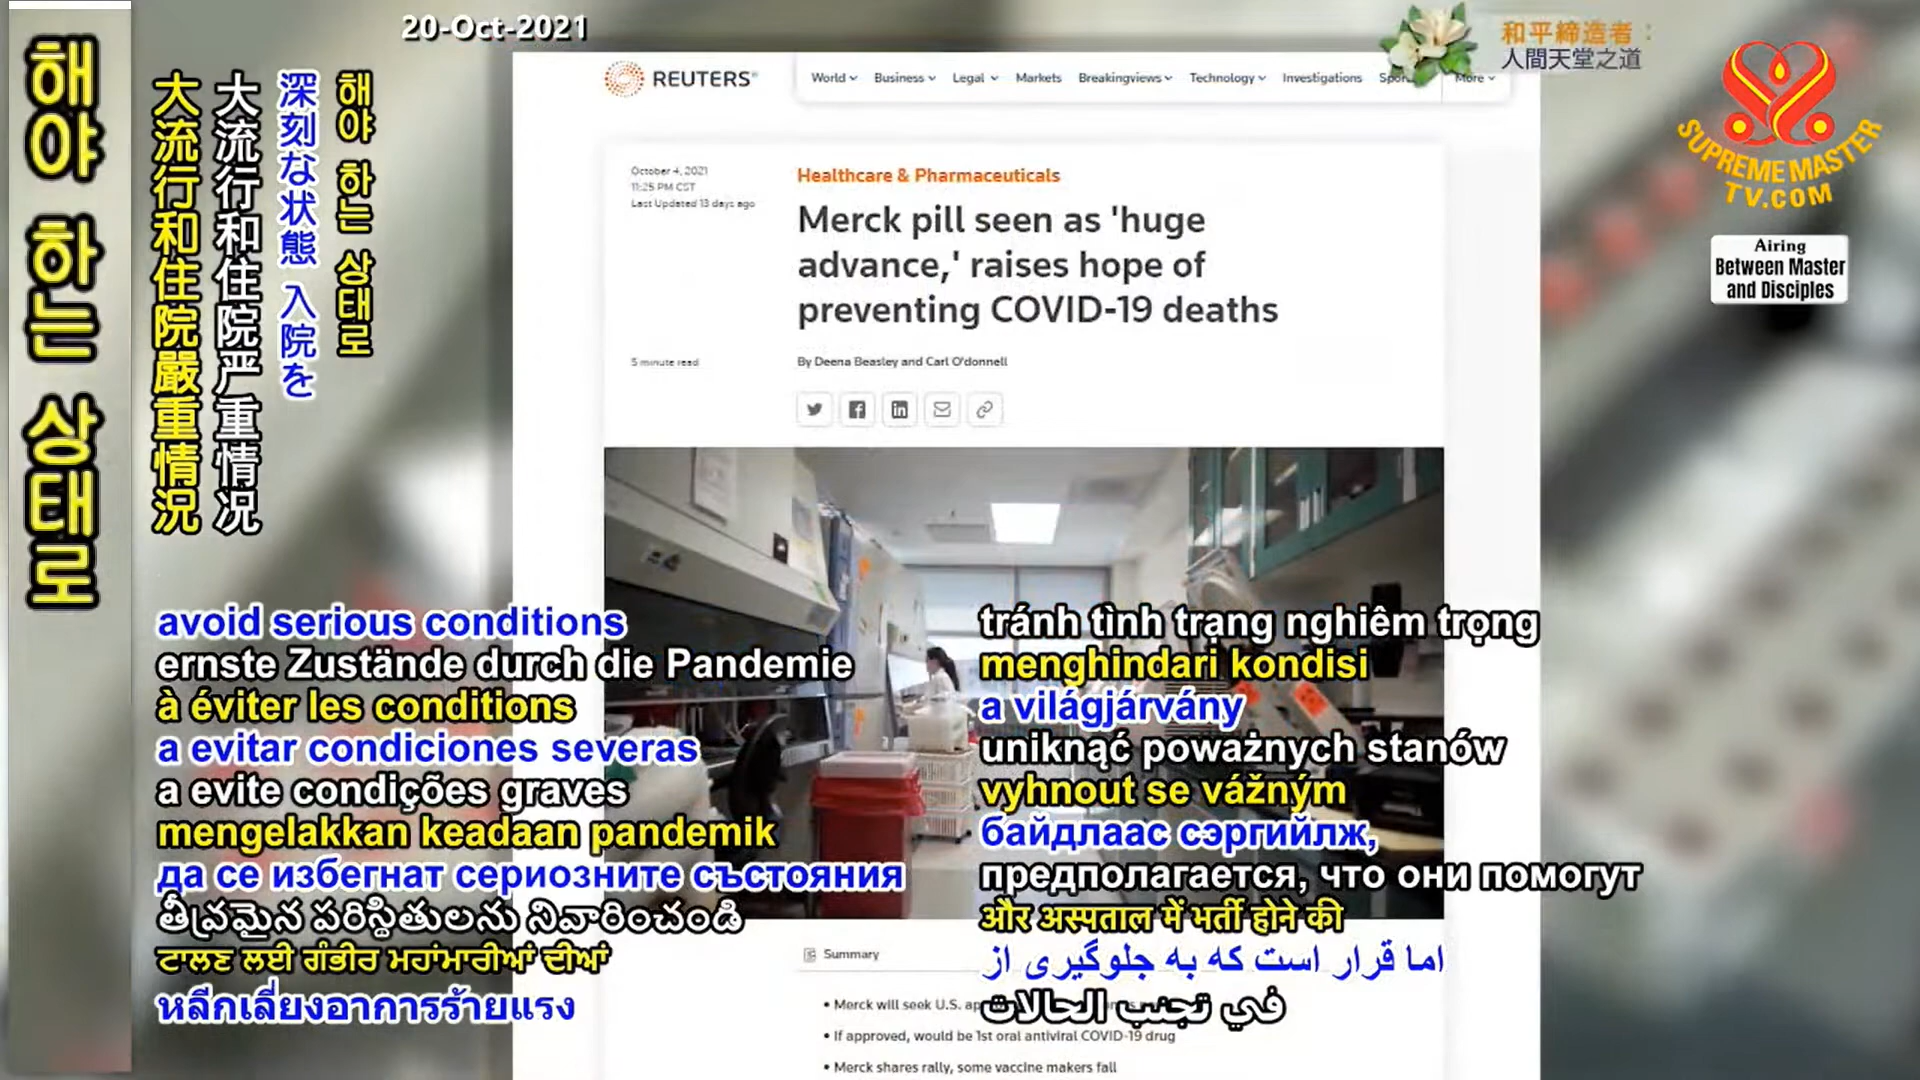 20-Oct-2021
해야 하는 상태로
大流行和住院嚴重情況
大流行和住院严重情况
深刻な状態 入院を
해야 하는 상태로
REUTERS
World Business Legal Markets Breakingviews Technology Investigations More
和平締造者：
人間天堂之道
SUPREME MASTER
TV.COM
Airing
Between Master
and Disciples
October 4, 2021
11:25 PM CST
Last Updated 13 days ago
Healthcare & Pharmaceuticals
Merck pill seen as 'huge
advance,' raises hope of
preventing COVID-19 deaths
5 minute read
By Deena Beasley and Carl O'donnell
avoid serious conditions
ernste Zustände durch die Pandemie
à éviter les conditions
a evitar condiciones severas
a evite condições graves
mengelakkan keadaan pandemik
да се избегнат сериозните състояния
తీవ్రమైన పరిస్థితులను నివారించండి
ਟਾਲਣ ਲਈ ਗੰਭੀਰ ਮਹਾਂਮਾਰੀਆਂ ਦੀਆਂ
หลีกเลี่ยงอาการร้ายแรง
tránh tình trạng nghiêm trọng
menghindari kondisi
a világjárvány
uniknąć poważnych stanów
vyhnout se vážným
байдлаас сэргийлж,
предполагается, что они помогут
और अस्पताल में भर्ती होने की
اما قرار است که به جلوگیری از
في تجنب الحالات
Summary
• Merck will seek U.S.
• If approved, would be 1st oral antiviral COVID-19 drug
• Merck shares rally, some vaccine makers fall